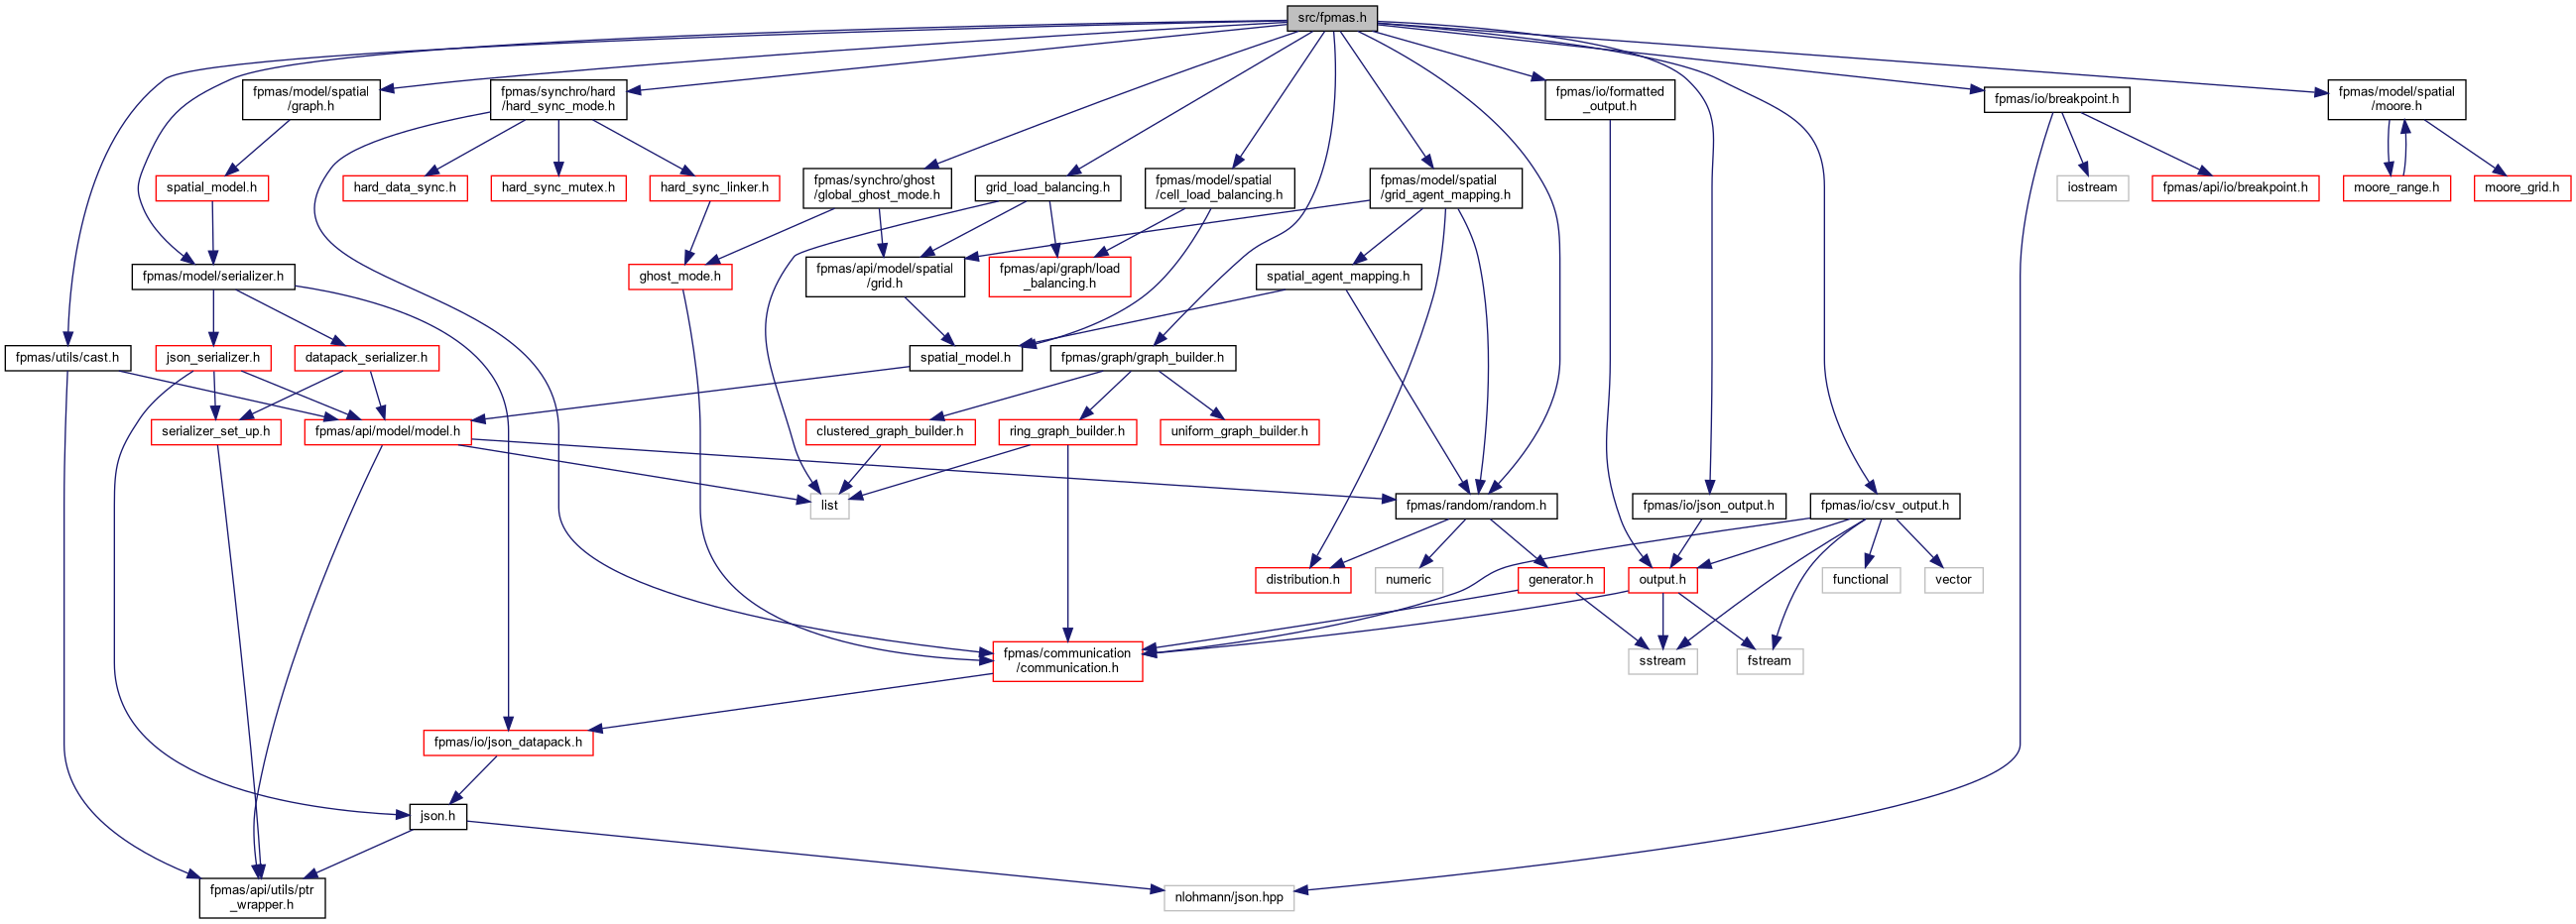 src/fpmas.h
fpmas/model/spatial
/graph.h
fpmas/synchro/hard
/hard_sync_mode.h
fpmas/io/formatted
_output.h
fpmas/io/breakpoint.h
fpmas/model/spatial
/moore.h
spatial_model.h
hard_data_sync.h
hard_sync_mutex.h
hard_sync_linker.h
fpmas/synchro/ghost
/global_ghost_mode.h
grid_load_balancing.h
fpmas/model/spatial
/cell_load_balancing.h
fpmas/model/spatial
/grid_agent_mapping.h
iostream
fpmas/api/io/breakpoint.h
moore_range.h
moore_grid.h
fpmas/model/serializer.h
ghost_mode.h
fpmas/api/model/spatial
/grid.h
fpmas/api/graph/load
_balancing.h
spatial_agent_mapping.h
fpmas/utils/cast.h
json_serializer.h
datapack_serializer.h
spatial_model.h
fpmas/graph/graph_builder.h
serializer_set_up.h
fpmas/api/model/model.h
clustered_graph_builder.h
ring_graph_builder.h
uniform_graph_builder.h
list
fpmas/random/random.h
fpmas/io/json_output.h
fpmas/io/csv_output.h
distribution.h
numeric
generator.h
output.h
functional
vector
fpmas/communication
/communication.h
sstream
fstream
fpmas/io/json_datapack.h
json.h
fpmas/api/utils/ptr
_wrapper.h
nlohmann/json.hpp